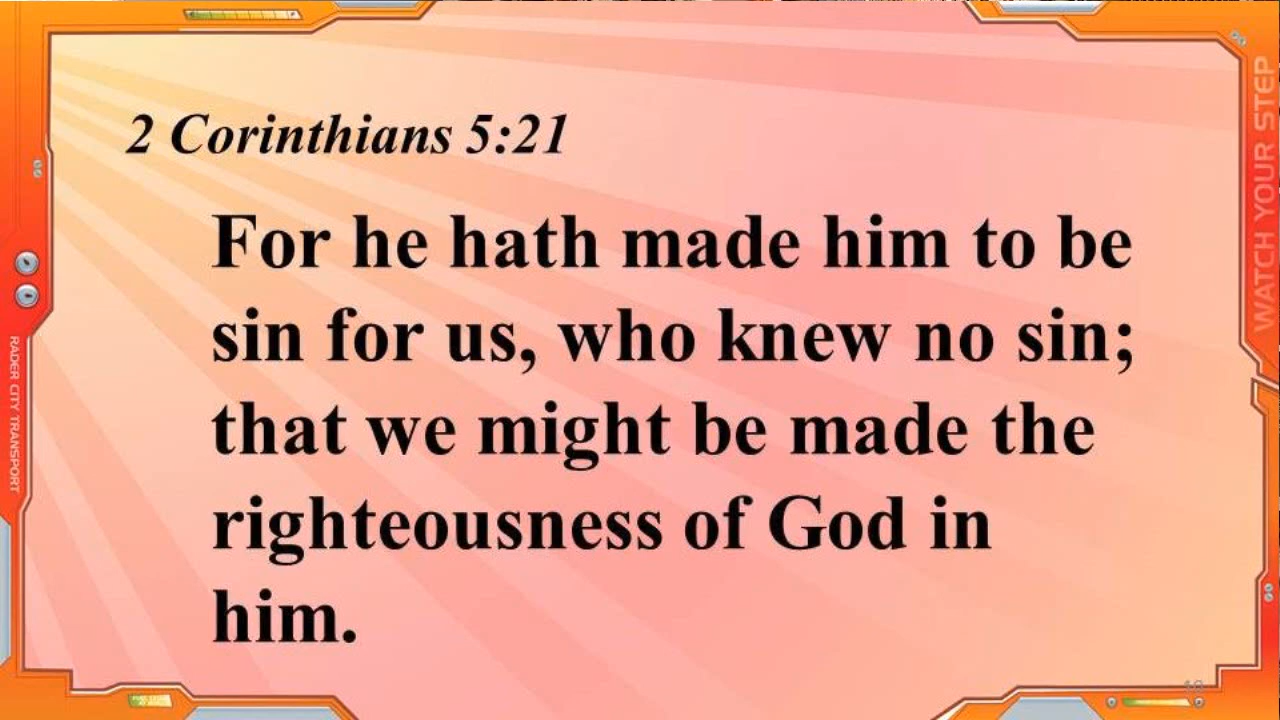 2 Corinthians 5:21
For he hath made him to be
sin for us, who knew no sin;
that we might be made the
righteousness of God in
him.
WATCH YOUR STEP
RADER CITY TRANSPORT